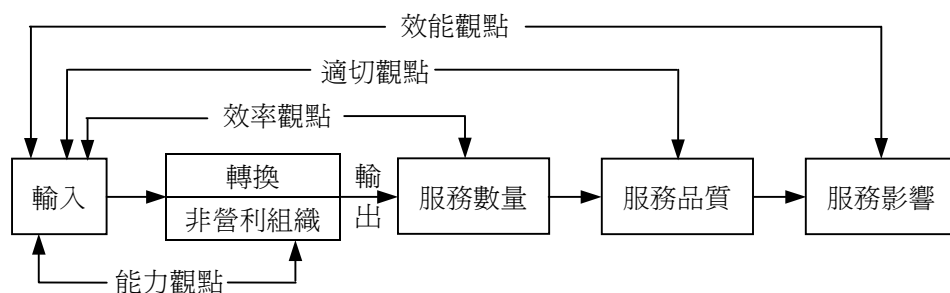 效能觀點
適切觀點
效率觀點
輸入
轉換
非營利組織
輸出
服務數量
服務品質
服務影響
能力觀點